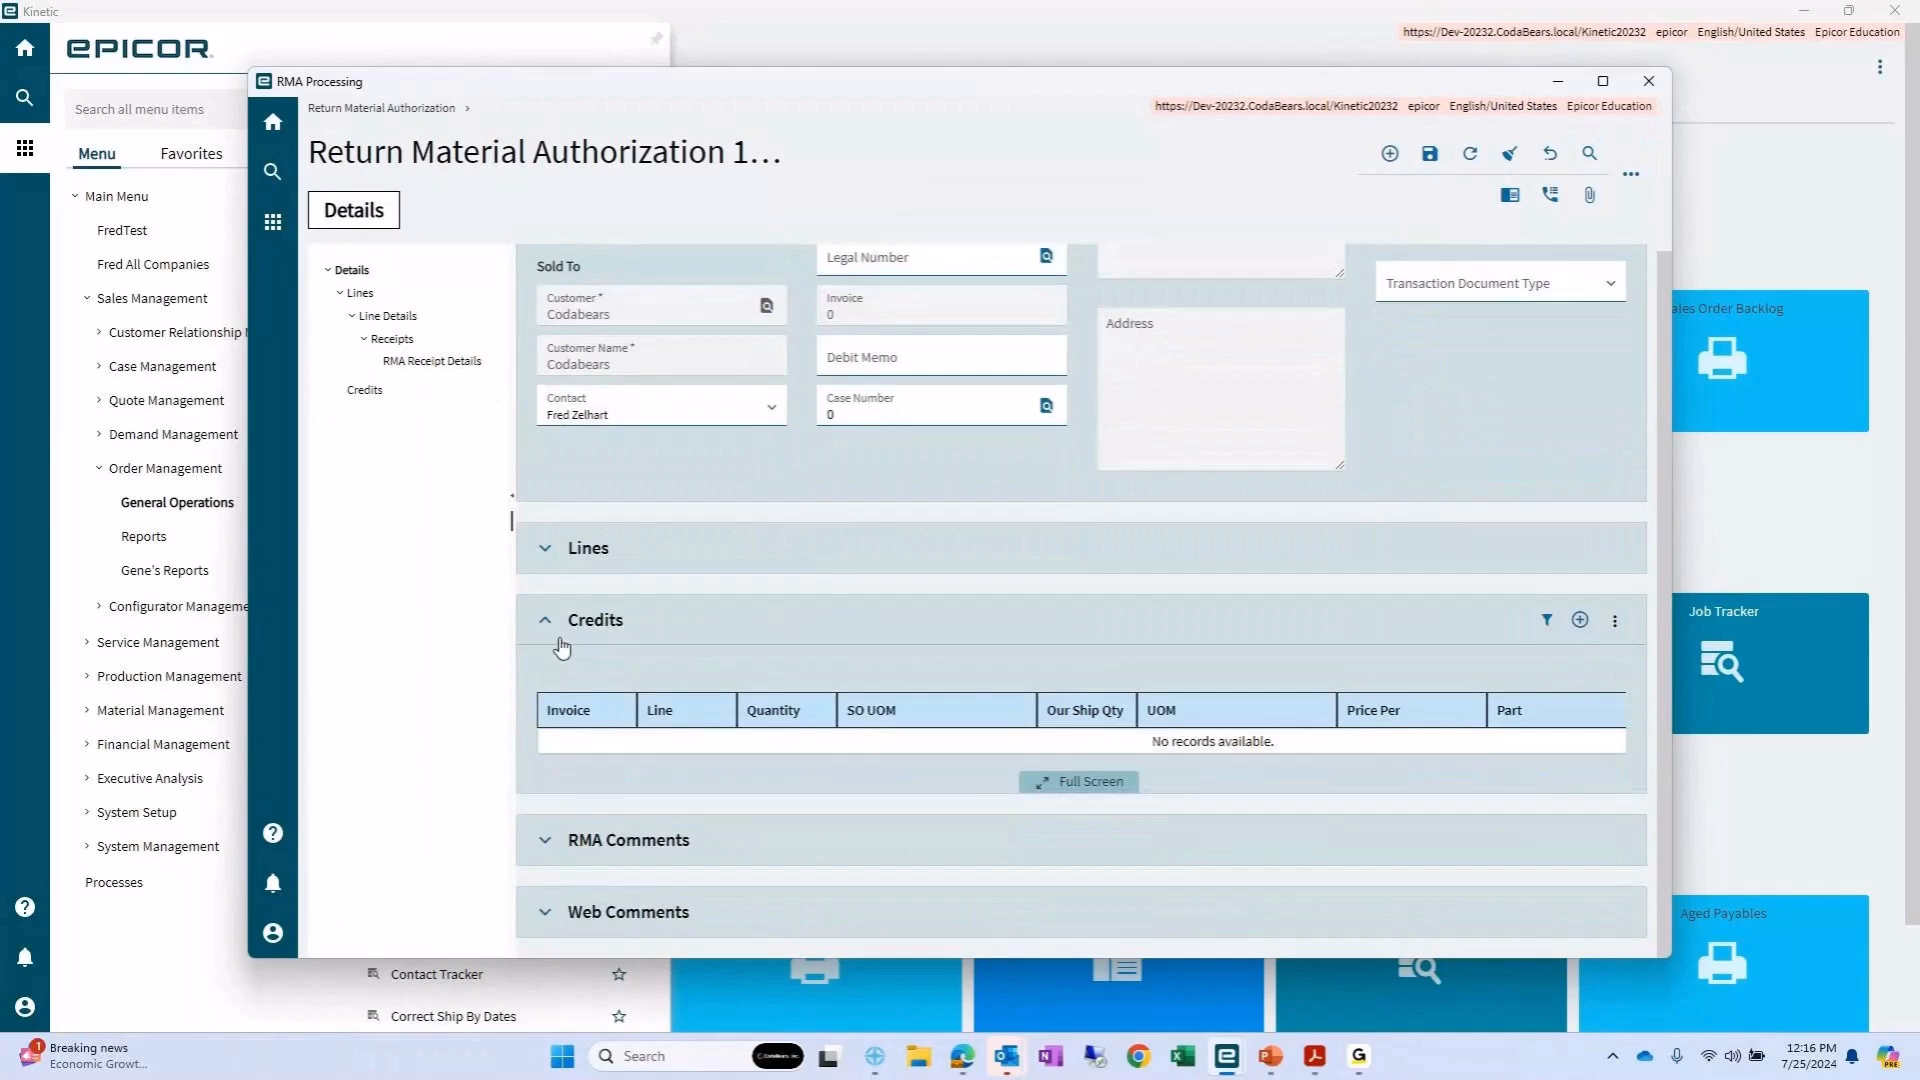 Kinetic
https://Dev-20232.CodaBears.local/Kinetic20232 epicor English/United States Epicor Education
EPICOR
Search all menu items
Menu Favorites
Main Menu
FredTest
Fred All Companies
Sales Management
Customer Relationship
Case Management
Quote Management
Demand Management
Order Management
General Operations
Reports
Gene's Reports
Configurator Manageme
Service Management
Production Management
Material Management
Financial Management
Executive Analysis
System Setup
System Management
Processes
RMA Processing
Return Material Authorization
https://Dev-20232.CodaBears.local/Kinetic20232 epicor English/United States Epicor Education
Return Material Authorization 1...
Details
Details
Lines
Line Details
Receipts
RMA Receipt Details
Credits
Sold To
Customer *
Codabears
Customer Name *
Codabears
Contact
Fred Zelhart
Legal Number
Invoice
0
Debit Memo
Case Number
0
Address
Transaction Document Type
Lines
Credits
Invoice Line Quantity SO UOM Our Ship Qty UOM Price Per Part
No records available.
Full Screen
RMA Comments
Web Comments
ales Order Backlog
Job Tracker
Aged Payables
Contact Tracker
Correct Ship By Dates
1
Breaking news
Economic Growt...
Search
CodaBears, Inc.
12:16 PM
7/25/2024
PRE